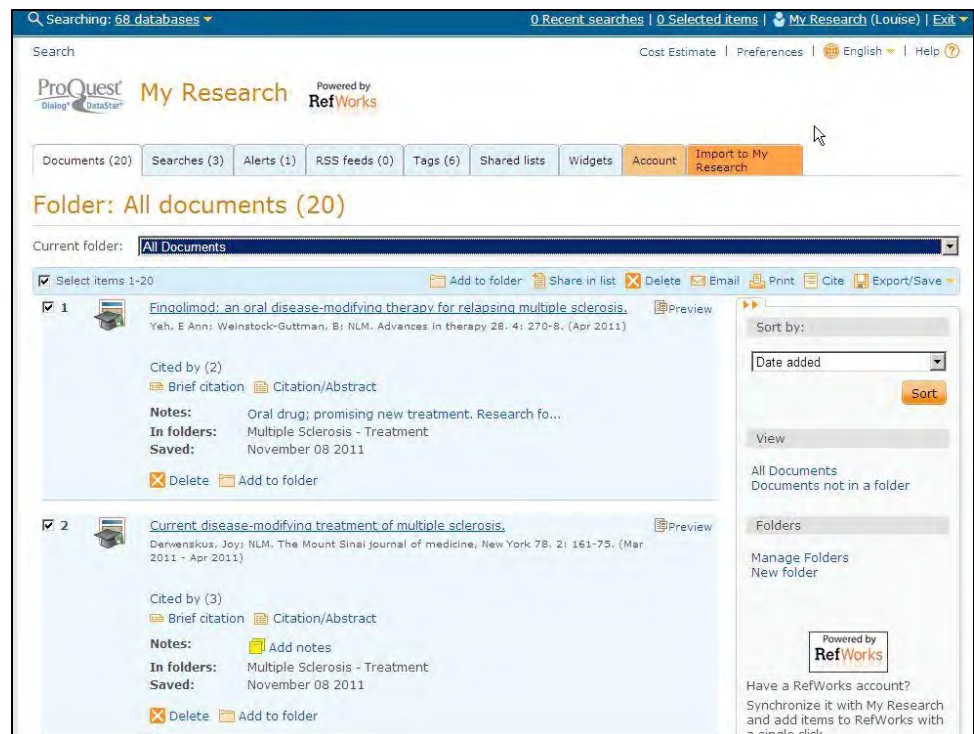 Searching: 68 databases
0 Recent searches | 0 Selected items | My Research (Louise) | Exit
Search
Cost Estimate | Preferences | English | Help ?
ProQuest
Dialog DataStar
My Research
Powered by
RefWorks
Documents (20)
Searches (3)
Alerts (1)
RSS feeds (0)
Tags (6)
Shared lists
Widgets
Account
Import to My
Research
Folder: All documents (20)
Current folder: All Documents
Select items 1-20
Add to folder
Share in list
Delete
Email
Print
Cite
Export/Save
1
Fingolimod: an oral disease-modifying therapy for relapsing multiple sclerosis.
Preview
Yeh, E Ann; Weinstock-Guttman, B; NLM. Advances in therapy 28. 4: 270-8. (Apr 2011)
Cited by (2)
Brief citation
Citation/Abstract
Notes: Oral drug; promising new treatment. Research fo...
In folders: Multiple Sclerosis - Treatment
Saved: November 08 2011
Delete
Add to folder
2
Current disease-modifying treatment of multiple sclerosis.
Preview
Derwenskus, Joy; NLM. The Mount Sinai journal of medicine, New York 78. 2: 161-75. (Mar
2011 - Apr 2011)
Cited by (3)
Brief citation
Citation/Abstract
Notes: Add notes
In folders: Multiple Sclerosis - Treatment
Saved: November 08 2011
Delete
Add to folder
Sort by:
Date added
Sort
View
All Documents
Documents not in a folder
Folders
Manage Folders
New folder
Powered by
RefWorks
Have a RefWorks account?
Synchronize it with My Research
and add items to RefWorks with
a single click